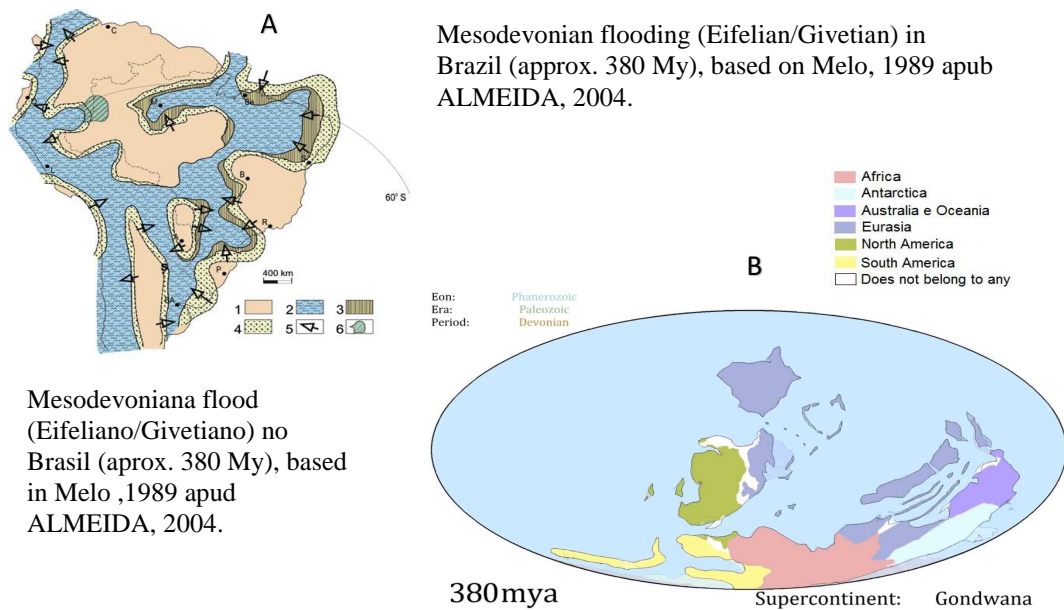 A
Mesodevonian flooding (Eifelian/Givetian) in
Brazil (approx. 380 My), based on Melo, 1989 apub
ALMEIDA, 2004.
C
B
R
P
60° S
400 km
1
2
3
4
5
6
Africa
Antarctica
Australia e Oceania
Eurasia
North America
South America
Does not belong to any
B
Eon: Phanerozoic
Era: Paleozoic
Period: Devonian
Mesodevoniana flood
(Eifeliano/Givetiano) no
Brasil (aprox. 380 My), based
in Melo ,1989 apud
ALMEIDA, 2004.
380mya
Supercontinent: Gondwana